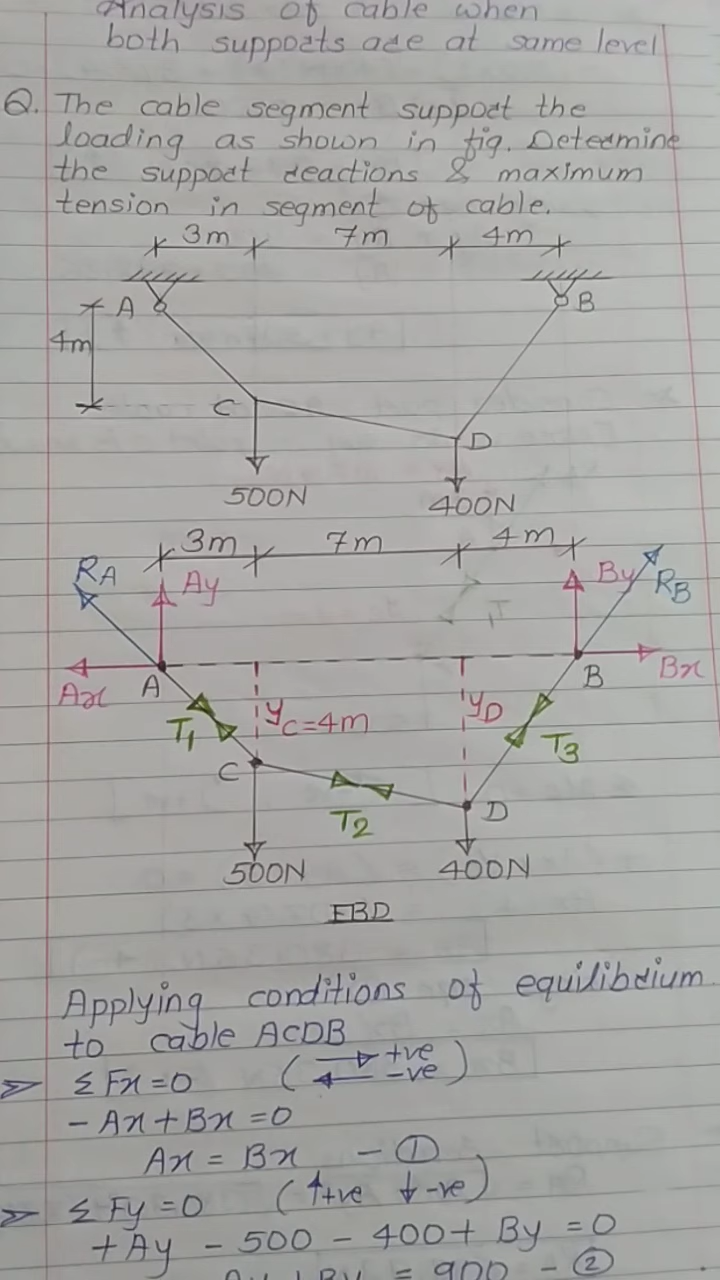 Analysis of cable when
both supports are at same level
Q. The cable segment support the
loading as shown in fig. Determine
the support reactions & maximum
tension in segment of cable.
3m 7m 4m
A B
4m
C
D
500N 400N
3m 7m 4m
RA Ay By RB
Ax A B Bx
T1 yC=4m yD T3
C
T2 D
500N 400N
FBD
Applying conditions of equilibrium
to cable ACDB
⇒ ΣFx=0 (→ +ve ← -ve)
-Ax+Bx=0
Ax = Bx - ①
⇒ ΣFy=0 (↑+ve ↓-ve)
+Ay - 500 - 400 + By = 0
Ay + By = 900 - ②